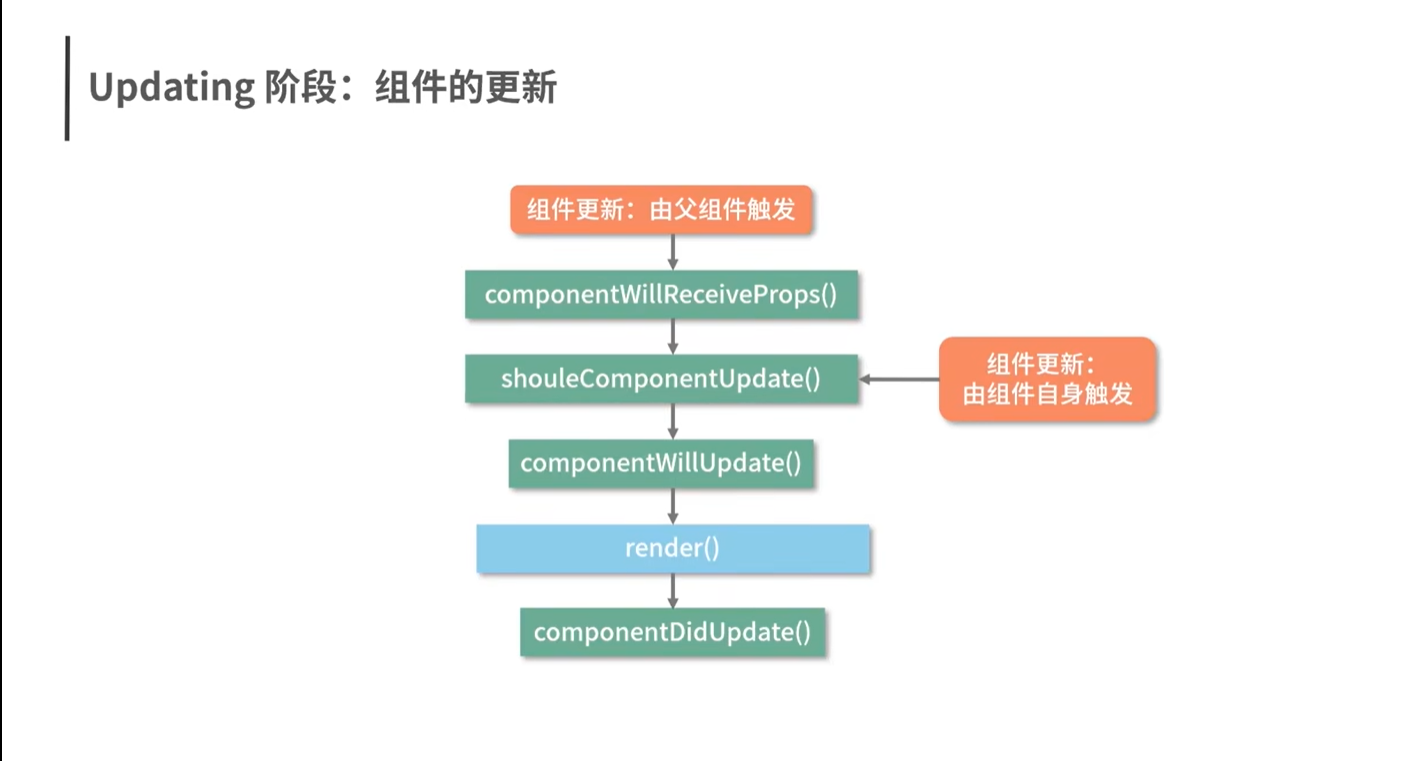 Updating 阶段：组件的更新
组件更新：由父组件触发
componentWillReceiveProps()
shouleComponentUpdate()
组件更新：
由组件自身触发
componentWillUpdate()
render()
componentDidUpdate()